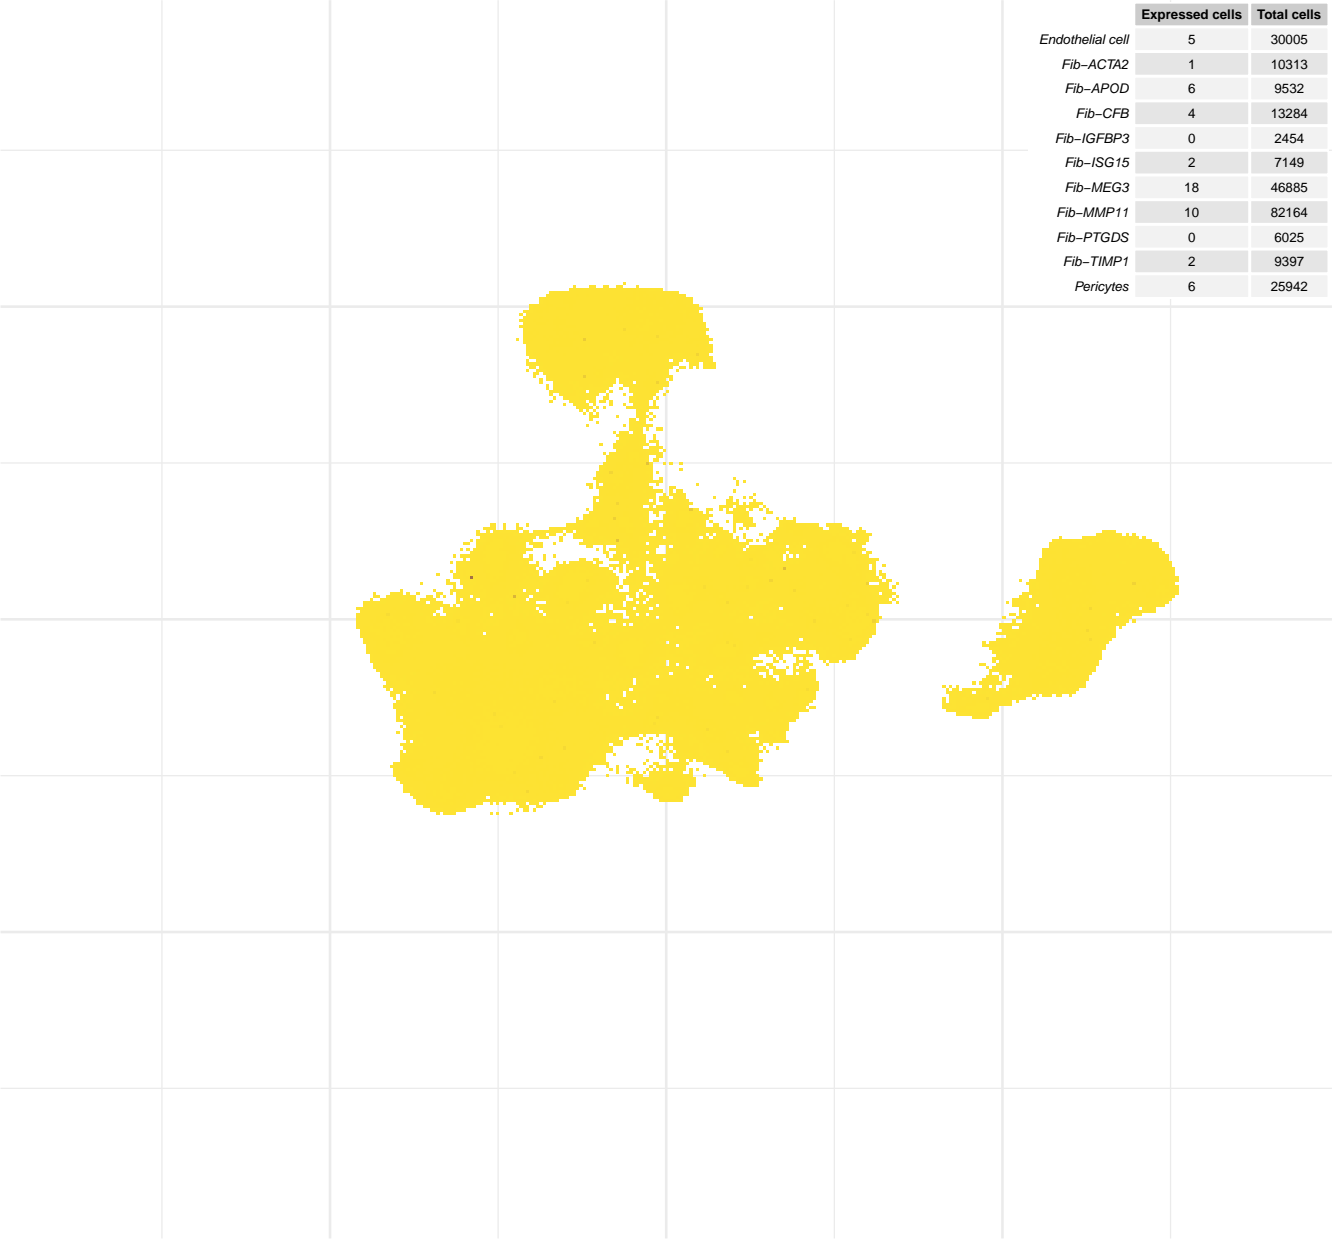 Expressed cells Total cells
Endothelial cell 5 30005
Fib−ACTA2 1 10313
Fib−APOD 6 9532
Fib−CFB 4 13284
Fib−IGFBP3 0 2454
Fib−ISG15 2 7149
Fib−MEG3 18 46885
Fib−MMP11 10 82164
Fib−PTGDS 0 6025
Fib−TIMP1 2 9397
Pericytes 6 25942